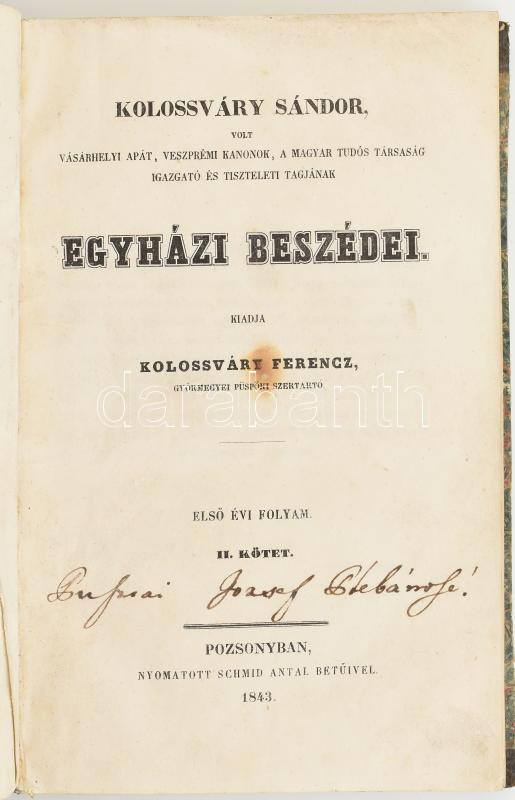 KOLOSSVÁRY SÁNDOR,
VOLT
VÁSÁRHELYI APÁT, VESZPRÉMI KANONOK, A MAGYAR TUDÓS TÁRSASÁG
IGAZGATÓ ÉS TISZTELETI TAGJÁNAK
EGYHÁZI BESZÉDEI.
KIADJA
KOLOSSVÁRY FERENCZ,
GYŐRMEGYEI PÜSPÖKI SZERTARTÓ
darabanth
ELSŐ ÉVI FOLYAM.
II. KÖTET.
József Plébánosé!
POZSONYBAN,
NYOMATOTT SCHMID ANTAL BETŰIVEL.
1843.